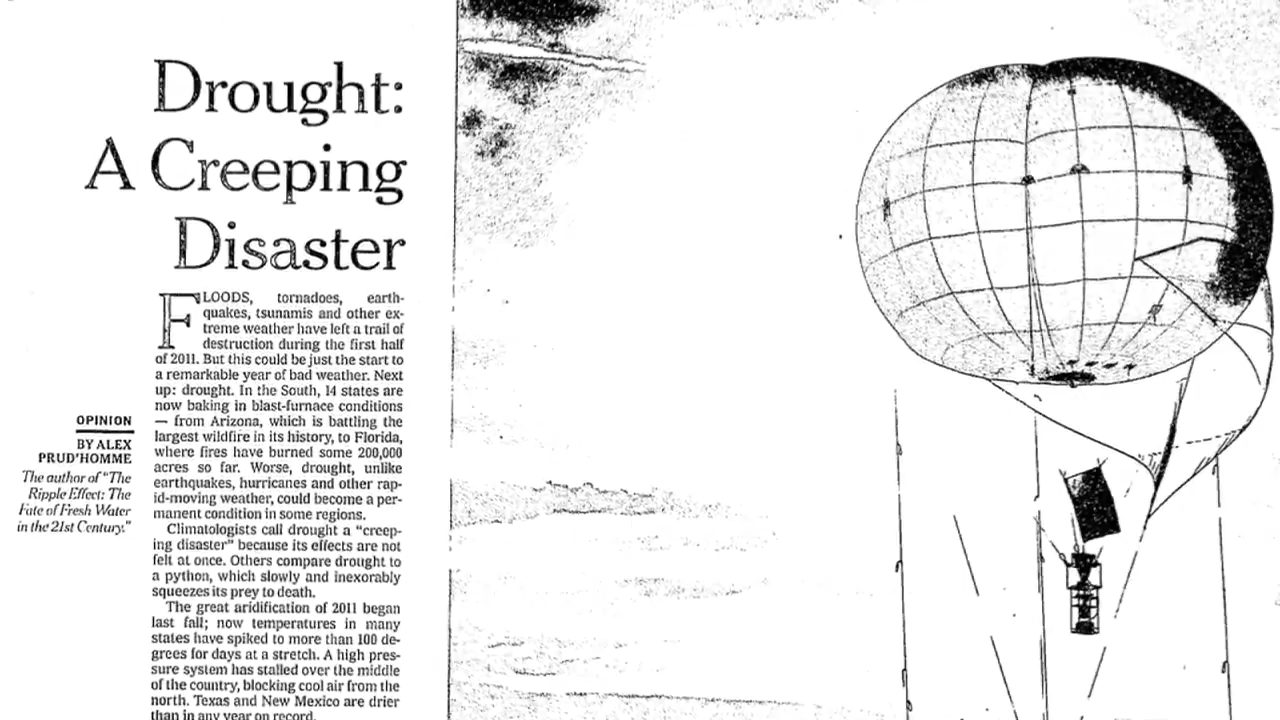 Drought:
A Creeping
Disaster
FLOODS, tornadoes, earth-
quakes, tsunamis and other ex-
treme weather have left a trail of
destruction during the first half
of 2011. But this could be just the start to
a remarkable year of bad weather. Next
up: drought. In the South, 14 states are
now baking in blast-furnace conditions
— from Arizona, which is battling the
largest wildfire in its history, to Florida,
where fires have burned some 200,000
acres so far. Worse, drought, unlike
earthquakes, hurricanes and other rap-
id-moving weather, could become a per-
manent condition in some regions.
Climatologists call drought a “creep-
ing disaster” because its effects are not
felt at once. Others compare drought to
a python, which slowly and inexorably
squeezes its prey to death.
The great aridification of 2011 began
last fall; now temperatures in many
states have spiked to more than 100 de-
grees for days at a stretch. A high pres-
sure system has stalled over the middle
of the country, blocking cool air from the
north. Texas and New Mexico are drier
than in any year on record.
OPINION
BY ALEX
PRUD'HOMME
The author of “The
Ripple Effect: The
Fate of Fresh Water
in the 21st Century.”